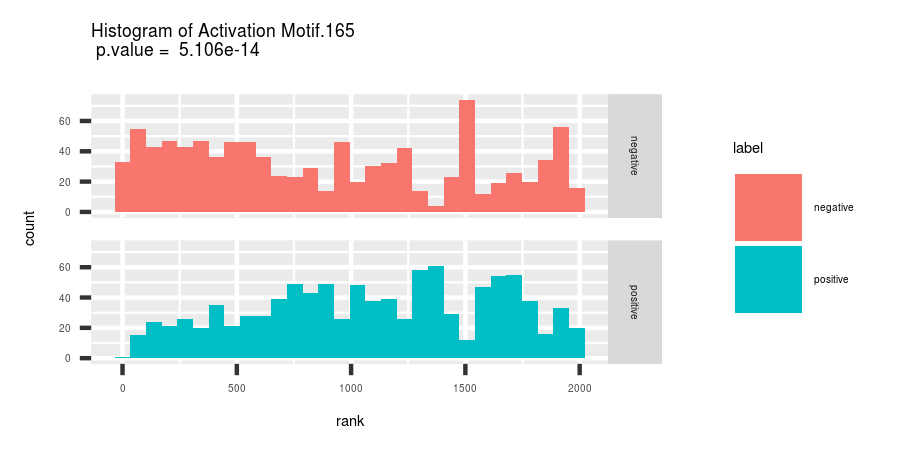 Histogram of Activation Motif.165
p.value = 5.106e-14
count
60
40
20
0
negative
60
40
20
0
positive
0 500 1000 1500 2000
rank
label
negative
positive